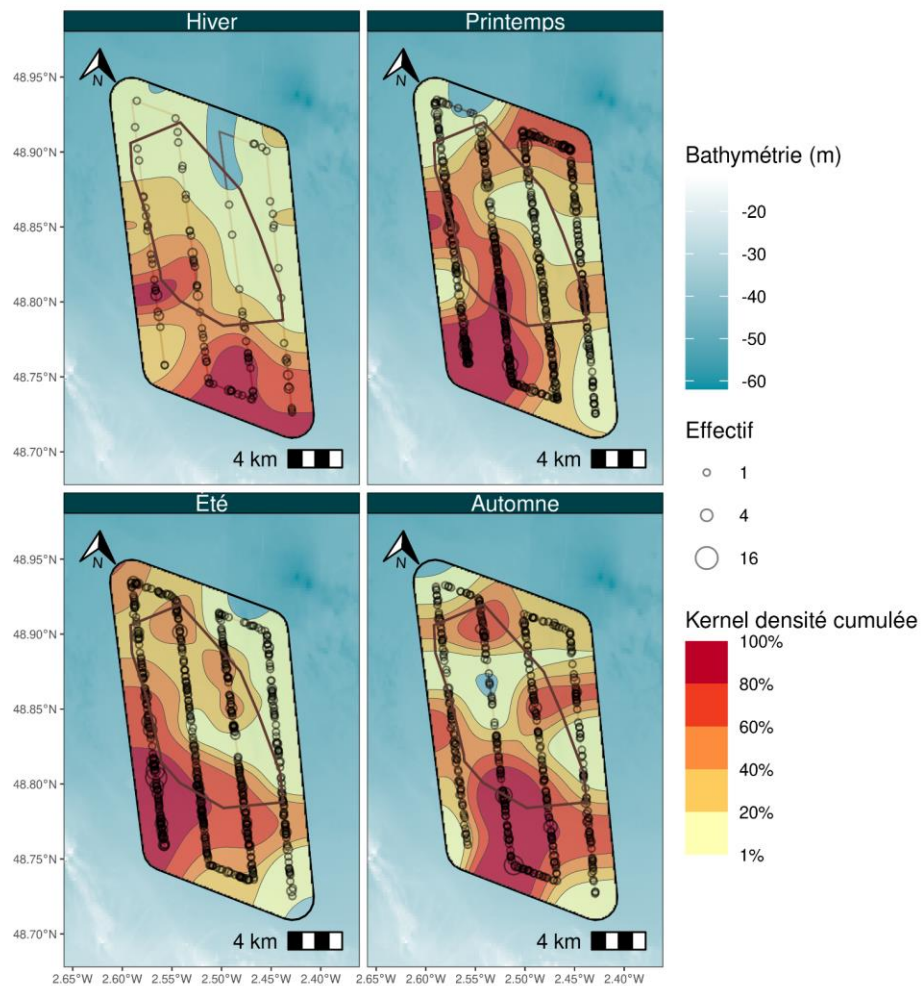 Hiver
Printemps
N
N
48.95°N
48.90°N
48.85°N
48.80°N
48.75°N
48.70°N
4 km
4 km
Été
Automne
N
N
48.95°N
48.90°N
48.85°N
48.80°N
48.75°N
48.70°N
4 km
4 km
2.65°W 2.60°W 2.55°W 2.50°W 2.45°W 2.40°W
2.65°W 2.60°W 2.55°W 2.50°W 2.45°W 2.40°W
Bathymétrie (m)
-20
-30
-40
-50
-60
Effectif
1
4
16
Kernel densité cumulée
100%
80%
60%
40%
20%
1%